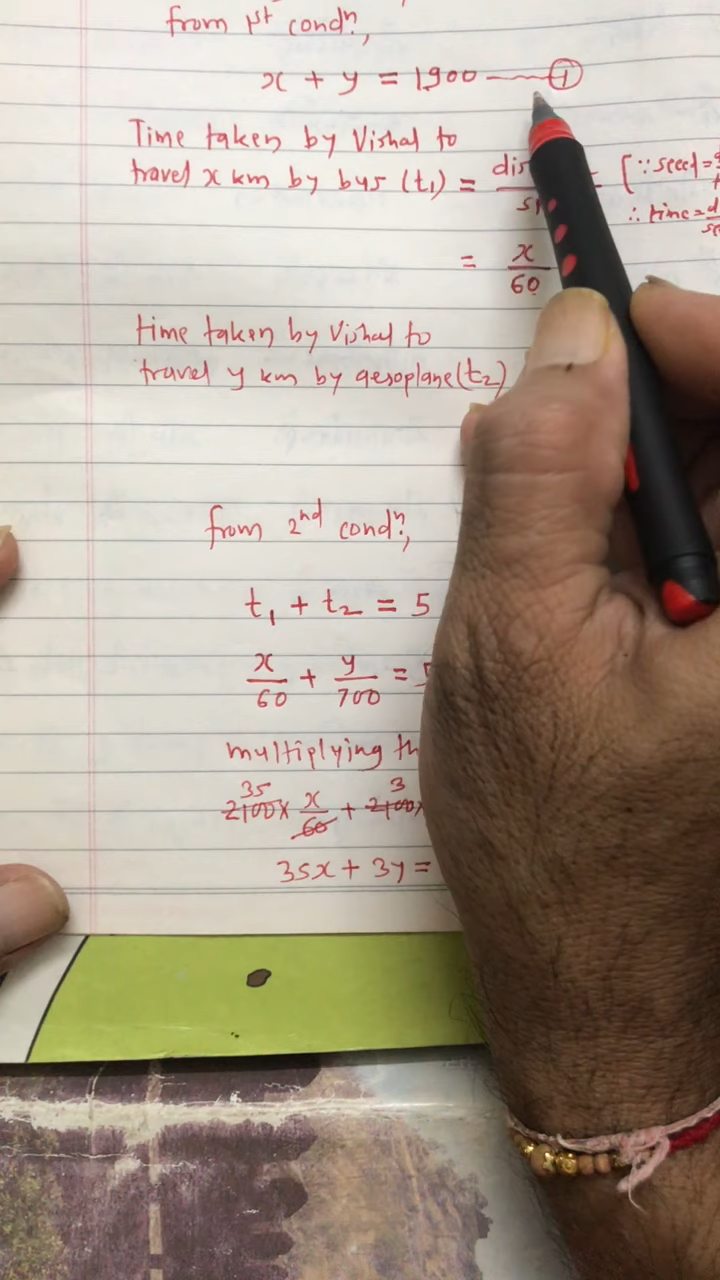 from 1st condn,
x + y = 1900 —— ①
Time taken by Vishal to
travel x km by bus (t₁) = [∵ speed =
∴ time =
= x/60
time taken by Vishal to
travel y km by aeroplane (t₂)
from 2nd condn,
t₁ + t₂ = 5
x/60 + y/700 =
multiplying
35 3
2100 × x/60 + 2100 ×
35x + 3y =